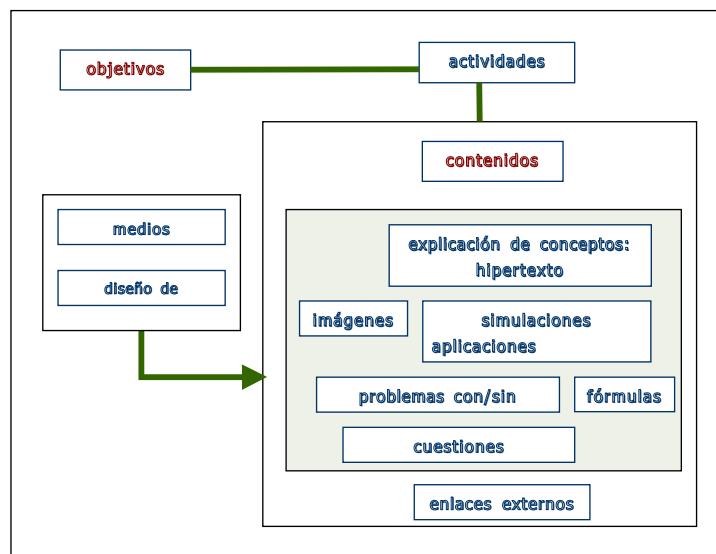 objetivos
actividades
contenidos
medios
diseño de
explicación de conceptos:
hipertexto
imágenes
simulaciones
aplicaciones
problemas con/sin
fórmulas
cuestiones
enlaces externos